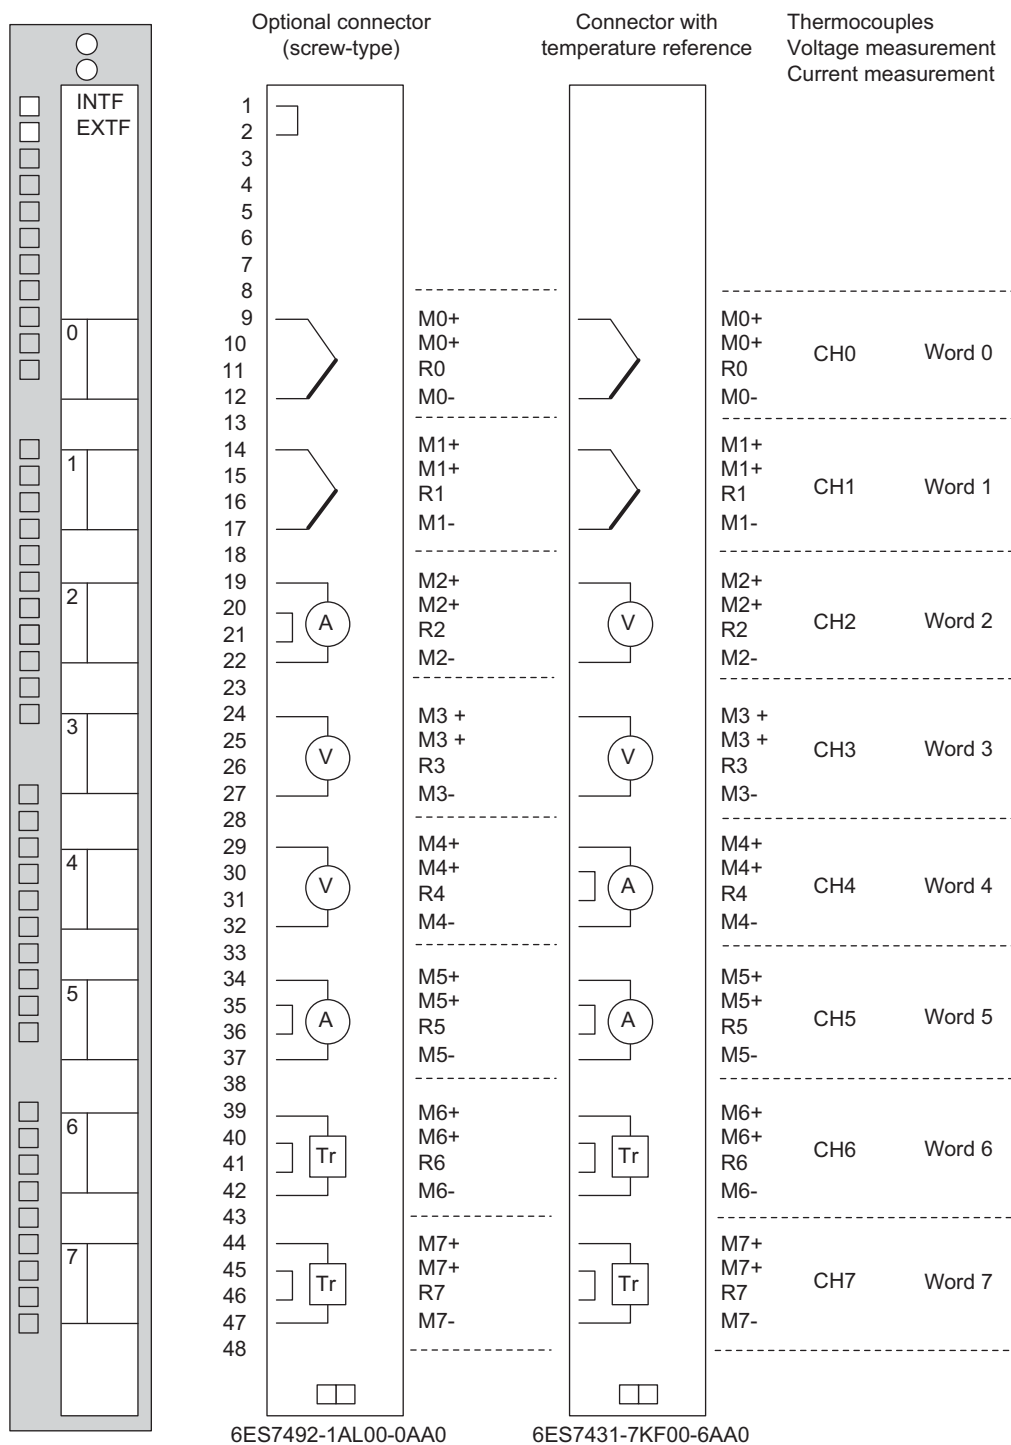 Optional connector
(screw-type)
Connector with
temperature reference
Thermocouples
Voltage measurement
Current measurement
INTF
EXTF
1
2
3
4
5
6
7
8
0
9 M0+ M0+
10 M0+ M0+ CH0 Word 0
11 R0 R0
12 M0- M0-
13
1
14 M1+ M1+
15 M1+ M1+
16 R1 R1 CH1 Word 1
17 M1- M1-
18
2
19 M2+ M2+
20 M2+ M2+
A V CH2 Word 2
21 R2 R2
22 M2- M2-
23
3
24 M3 + M3 +
25 M3 + M3 +
V V CH3 Word 3
26 R3 R3
27 M3- M3-
28
4
29 M4+ M4+
30 M4+ M4+
V A CH4 Word 4
31 R4 R4
32 M4- M4-
33
5
34 M5+ M5+
35 M5+ M5+
A A CH5 Word 5
36 R5 R5
37 M5- M5-
38
6
39 M6+ M6+
40 M6+ M6+
Tr Tr CH6 Word 6
41 R6 R6
42 M6- M6-
43
7
44 M7+ M7+
45 M7+ M7+
Tr Tr CH7 Word 7
46 R7 R7
47 M7- M7-
48
6ES7492-1AL00-0AA0
6ES7431-7KF00-6AA0